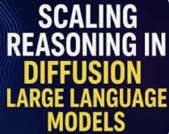 SCALING
REASONING IN
DIFFUSION
LARGE LANGUAGE
MODELS